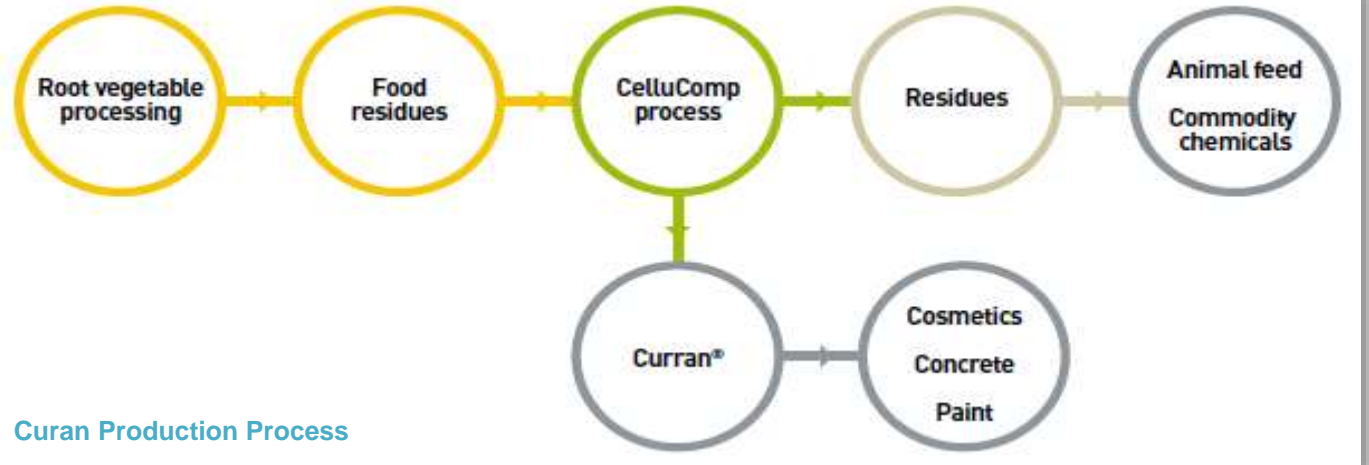 Root vegetable
processing
Food
residues
CelluComp
process
Residues
Animal feed
Commodity
chemicals
Curran®
Cosmetics
Concrete
Paint
Curan Production Process